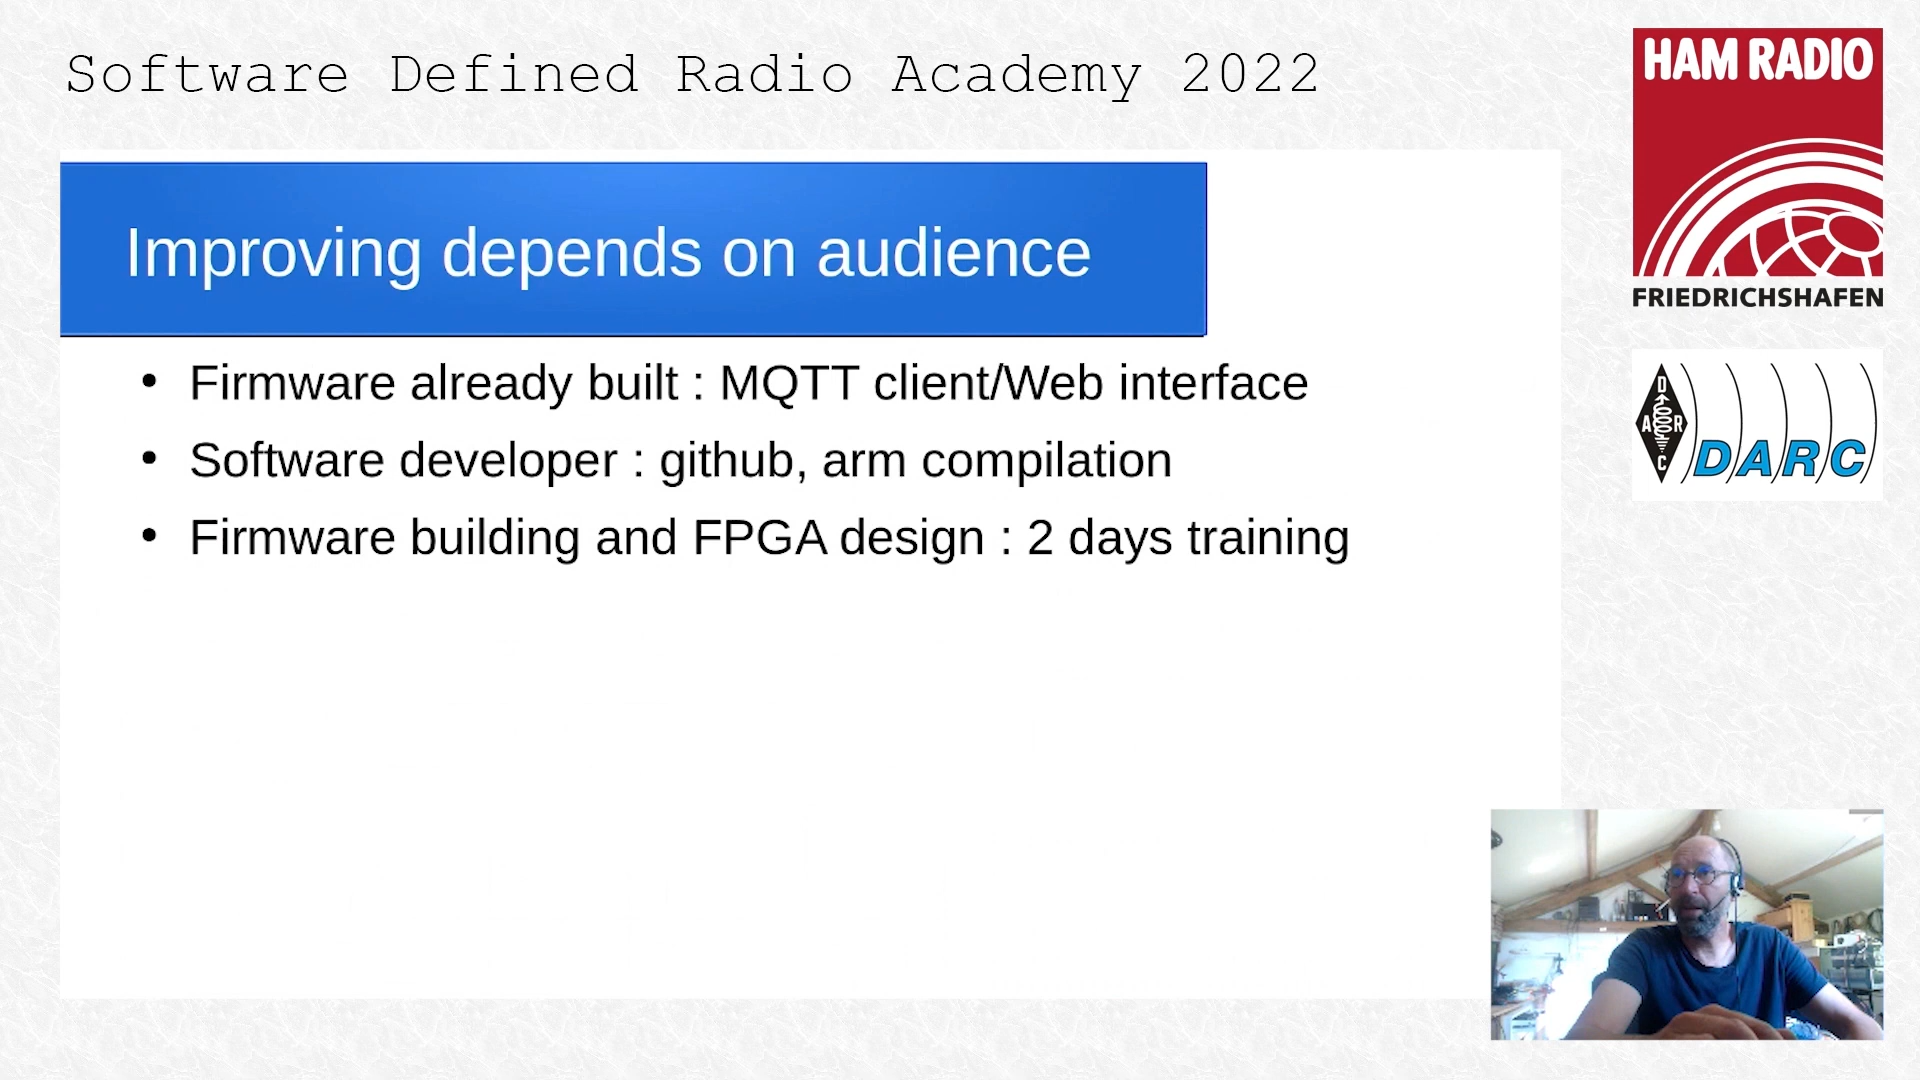 Software Defined Radio Academy 2022
HAM RADIO
FRIEDRICHSHAFEN
Improving depends on audience
• Firmware already built : MQTT client/Web interface
• Software developer : github, arm compilation
• Firmware building and FPGA design : 2 days training
D
A R
C
DARC